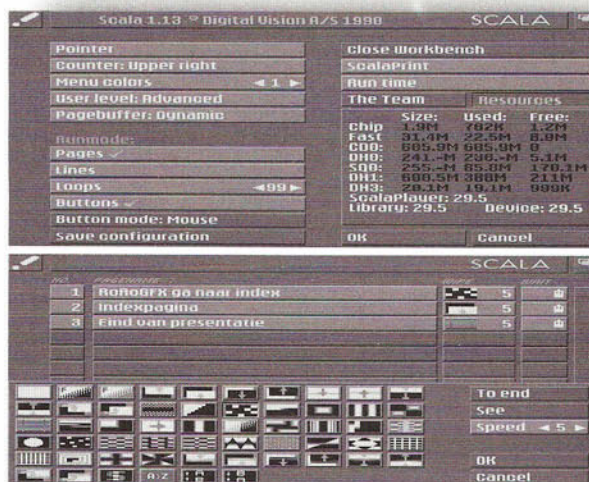 Scala 1.13 © Digital Vision A/S 1990 SCALA
Pointer
Counter: Upper right
Menu colors 1
User level: Advanced
Pagebuffer: Dynamic
Runmode:
Pages
Lines
Loops 99
Buttons
Button mode: Mouse
Save configuration
Close Workbench
ScalaPrint
Run time
The Team Resources
Size: Used: Free:
Chip 1.9M 702K 1.2M
Fast 31.4M 22.5M 8.9M
CD0: 605.9M 605.9M 0
DH0: 241.-M 236.-M 5.1M
SQ0: 255.-M 85.0M 170.1M
DH1: 600.5M 388M 211M
DH3: 20.1M 19.1M 999K
ScalaPlayer: 29.5
Library: 29.5 Device: 29.5
OK Cancel
SCALA
NO.
1 RoRoGFX ga naar index 5
2 Indexpagina 5
3 Eind van presentatie 5
To end
See
Speed 5
OK
Cancel
A:Z